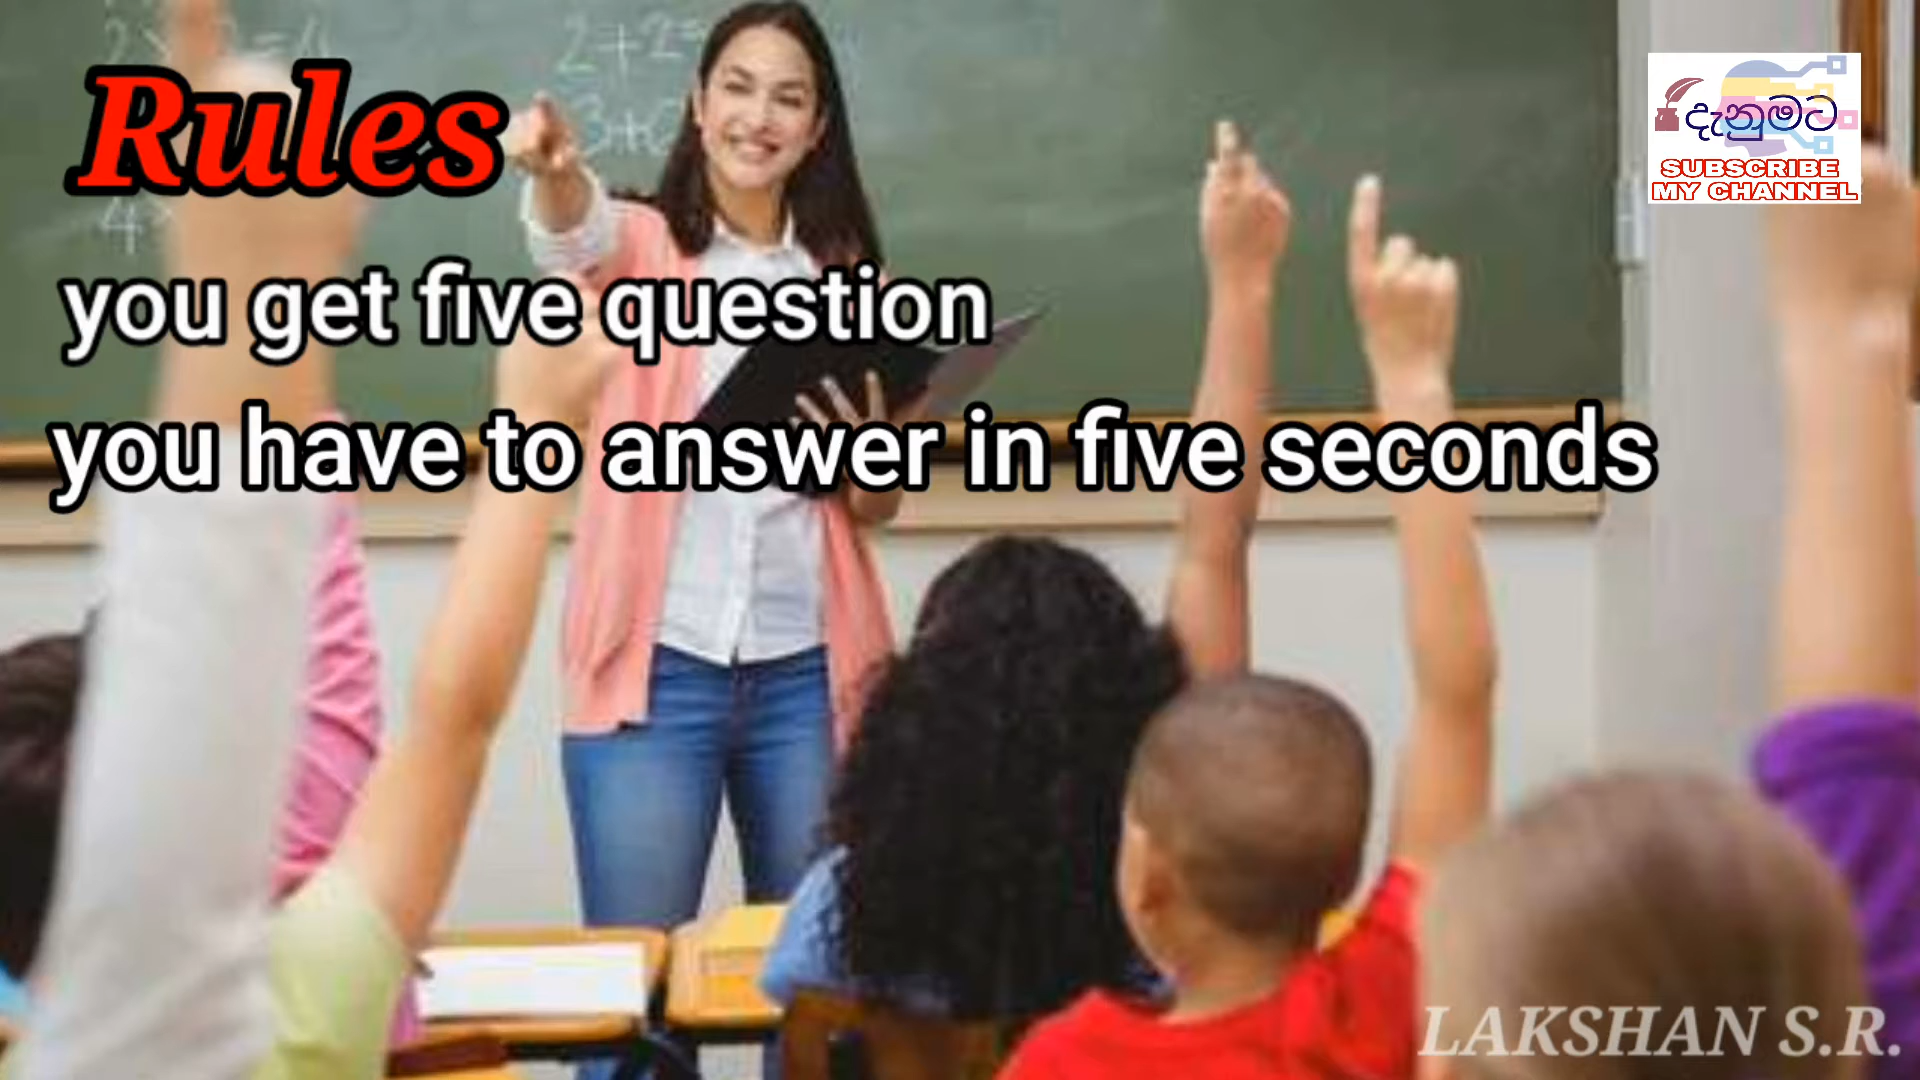 Rules
you get five question
you have to answer in five seconds
දැනුමට
SUBSCRIBE
MY CHANNEL
LAKSHAN S.R.